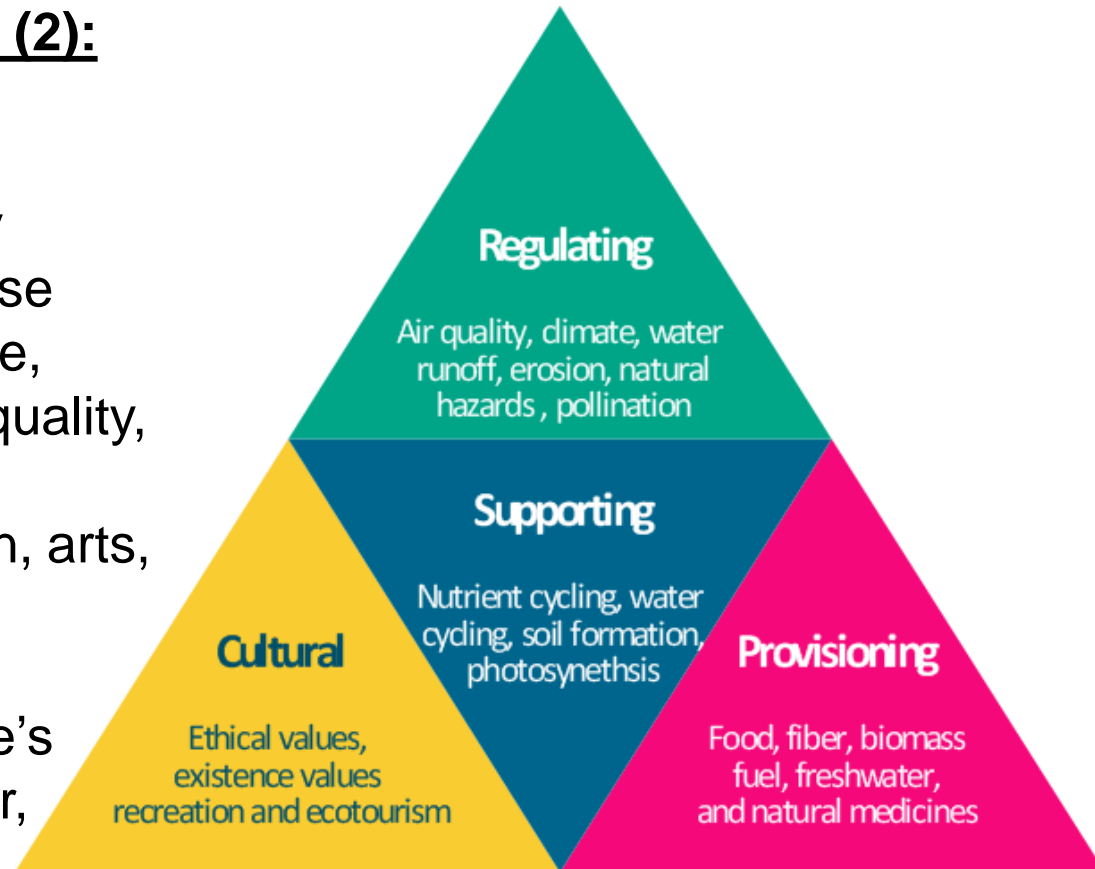 (2):
se
e,
quality,
n, arts,
e's
r,
Regulating
Air quality, climate, water
runoff, erosion, natural
hazards , pollination
Supporting
Nutrient cycling, water
cycling, soil formation,
photosynethsis
Cultural
Ethical values,
existence values
recreation and ecotourism
Provisioning
Food, fiber, biomass
fuel, freshwater,
and natural medicines